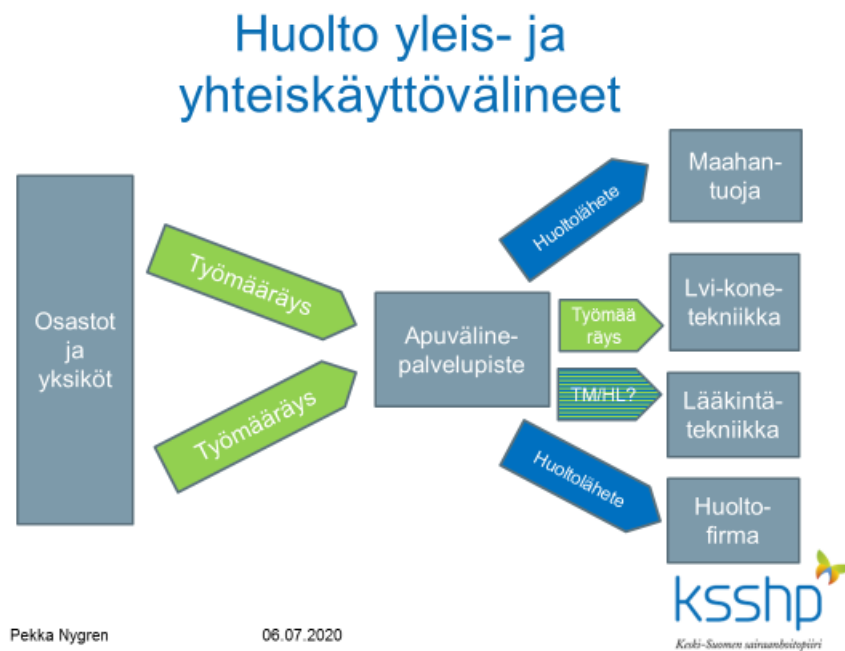 Huolto yleis- ja
yhteiskäyttövälineet
Osastot
ja
yksiköt
Työmääräys
Työmääräys
Apuväline-
palvelupiste
Huoltolähete
Työmää
räys
TM/HL?
Huoltolähete
Maahan-
tuoja
Lvi-kone-
tekniikka
Lääkintä-
tekniikka
Huolto-
firma
Pekka Nygren
06.07.2020
ksshp
Keski-Suomen sairaanhoitopiiri